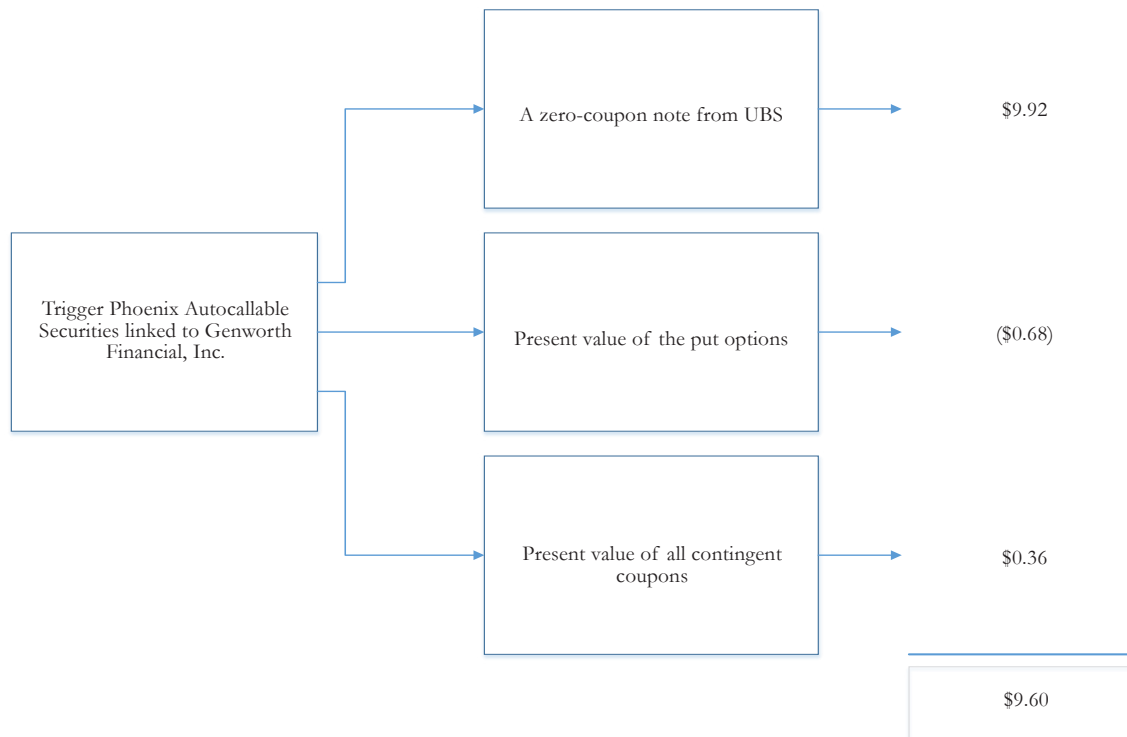 A zero-coupon note from UBS
$9.92
Trigger Phoenix Autocallable
Securities linked to Genworth
Financial, Inc.
Present value of the put options
($0.68)
Present value of all contingent
coupons
$0.36
$9.60